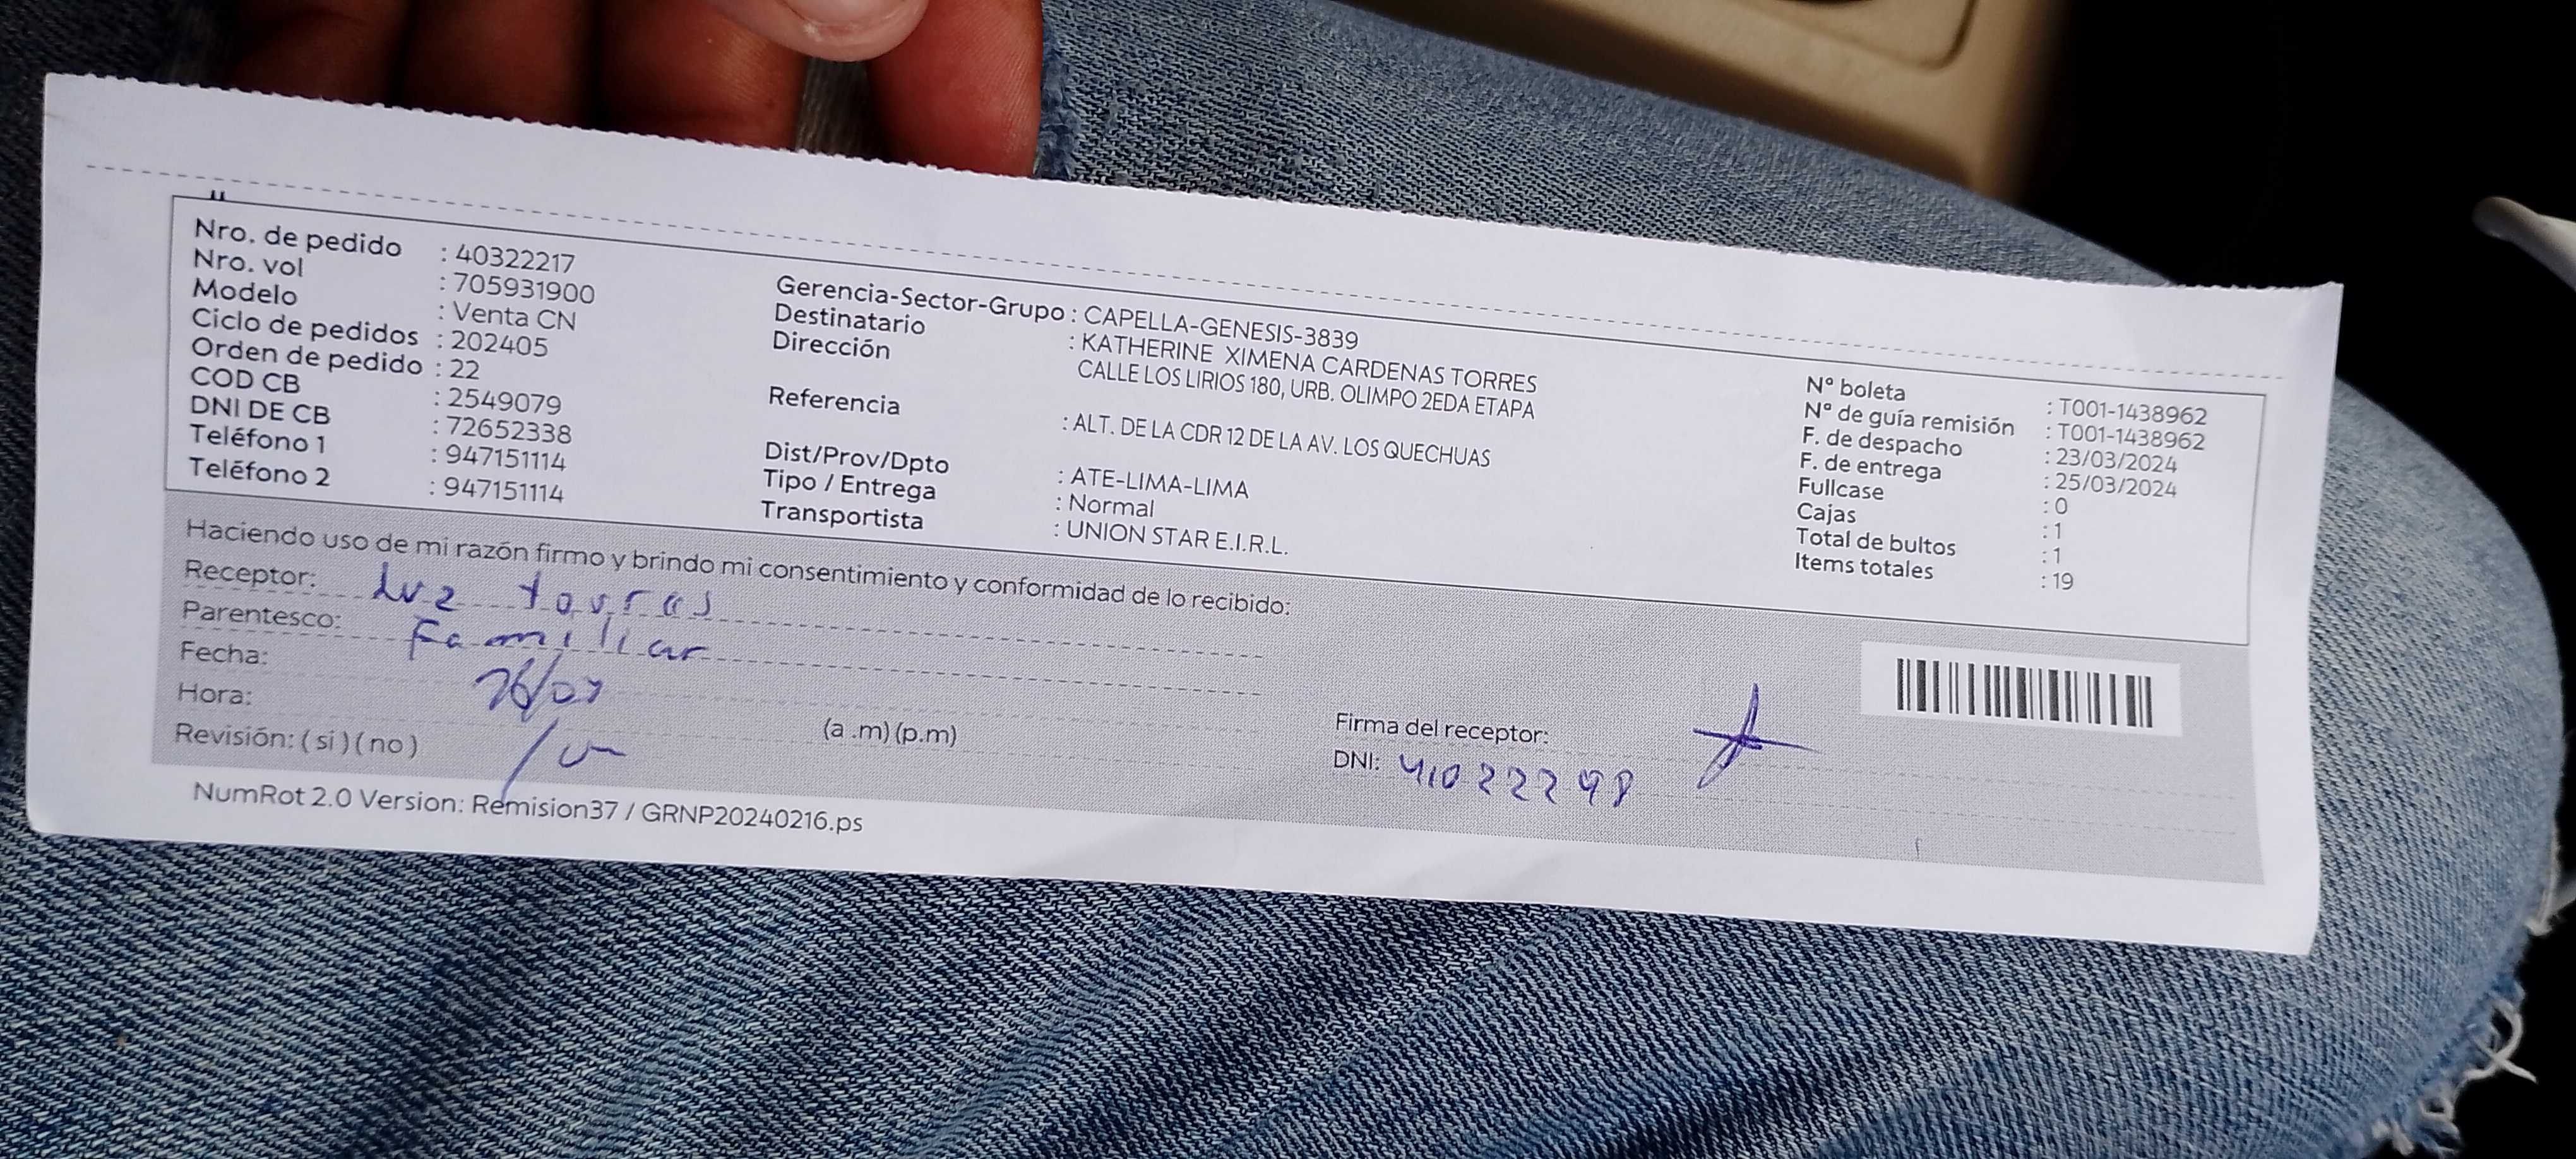 Nro. de pedido : 40322217
Nro. vol : 705931900
Modelo : Venta CN
Ciclo de pedidos : 202405
Orden de pedido : 22
COD CB : 2549079
DNI DE CB : 72652338
Teléfono 1 : 947151114
Teléfono 2 : 947151114
Gerencia-Sector-Grupo : CAPELLA-GENESIS-3839
Destinatario : KATHERINE XIMENA CARDENAS TORRES
Dirección CALLE LOS LIRIOS 180, URB. OLIMPO 2EDA ETAPA
Referencia : ALT. DE LA CDR 12 DE LA AV. LOS QUECHUAS
Dist/Prov/Dpto : ATE-LIMA-LIMA
Tipo / Entrega : Normal
Transportista : UNION STAR E.I.R.L.
N° boleta : T001-1438962
N° de guía remisión : T001-1438962
F. de despacho : 23/03/2024
F. de entrega : 25/03/2024
Fullcase : 0
Cajas : 1
Total de bultos : 1
Items totales : 19
Haciendo uso de mi razón firmo y brindo mi consentimiento y conformidad de lo recibido:
Receptor: Luz
Parentesco: Familiar
Fecha:
Hora: (a .m) (p.m)
Revisión: ( si ) ( no )
Firma del receptor:
DNI: 41022298
NumRot 2.0 Version: Remision37 / GRNP20240216.ps